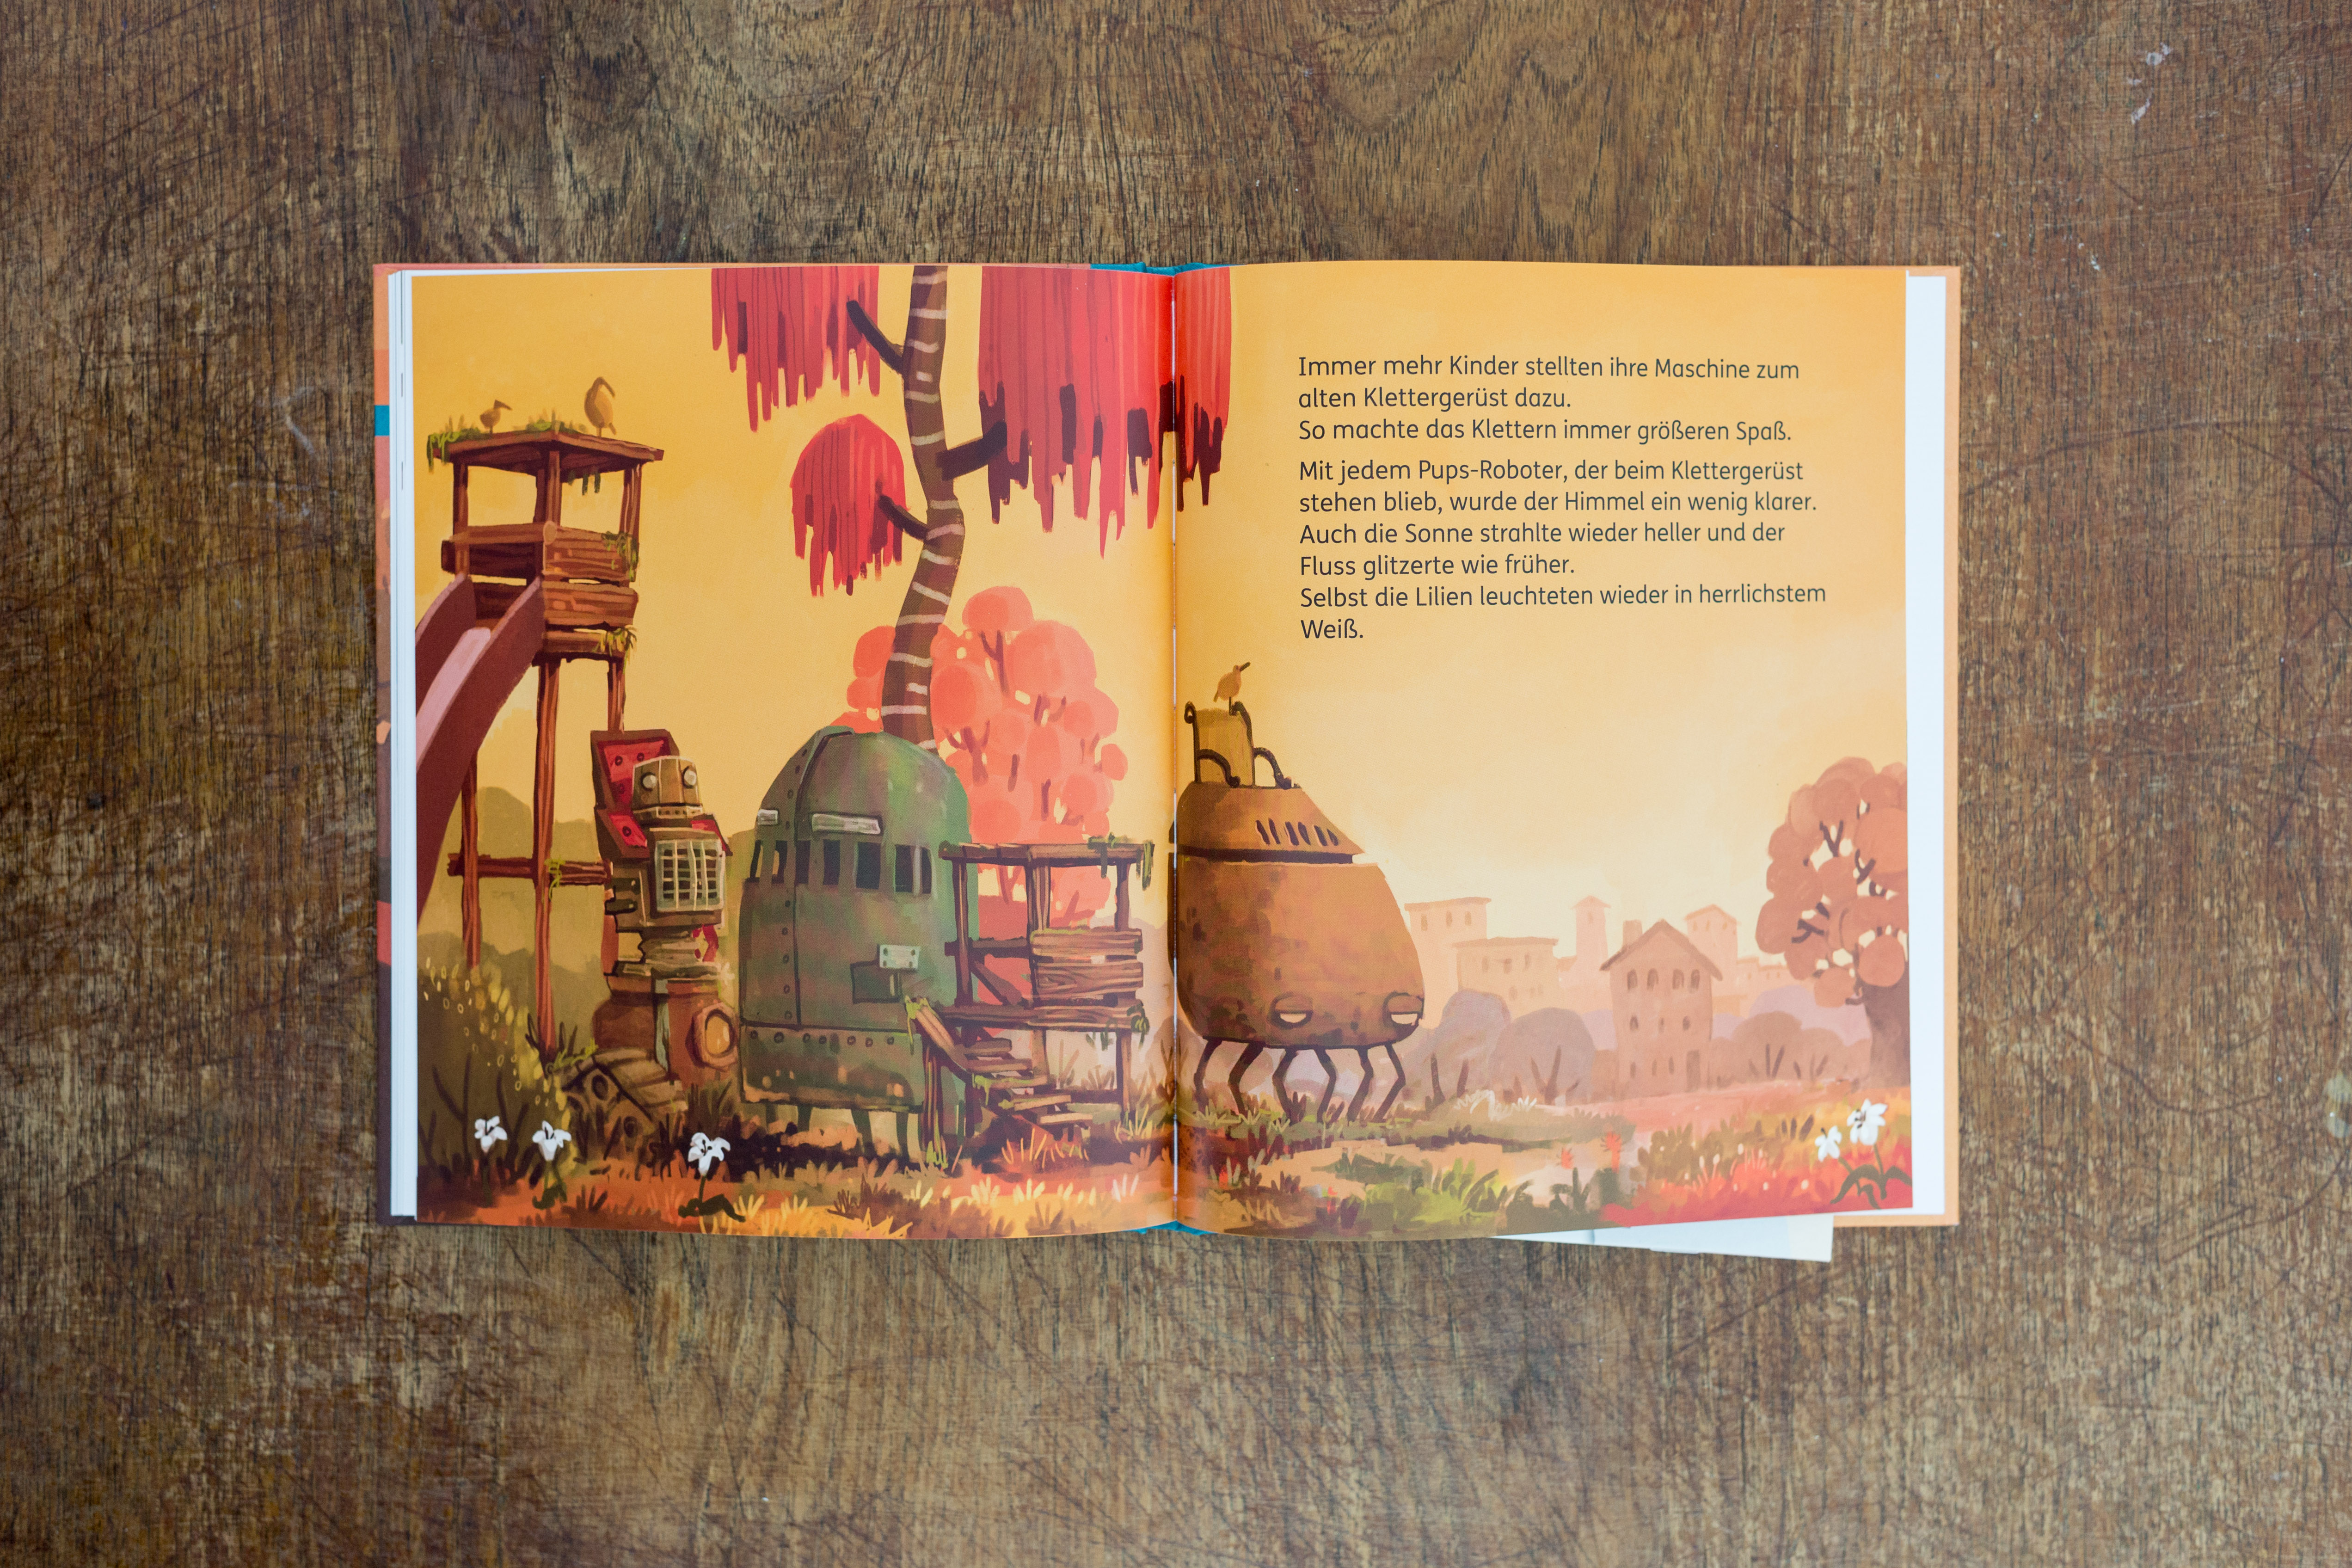 Immer mehr Kinder stellten ihre Maschine zum
alten Klettergerüst dazu.
So machte das Klettern immer größeren Spaß.
Mit jedem Pups-Roboter, der beim Klettergerüst
stehen blieb, wurde der Himmel ein wenig klarer.
Auch die Sonne strahlte wieder heller und der
Fluss glitzerte wie früher.
Selbst die Lilien leuchteten wieder in herrlichstem
Weiß.